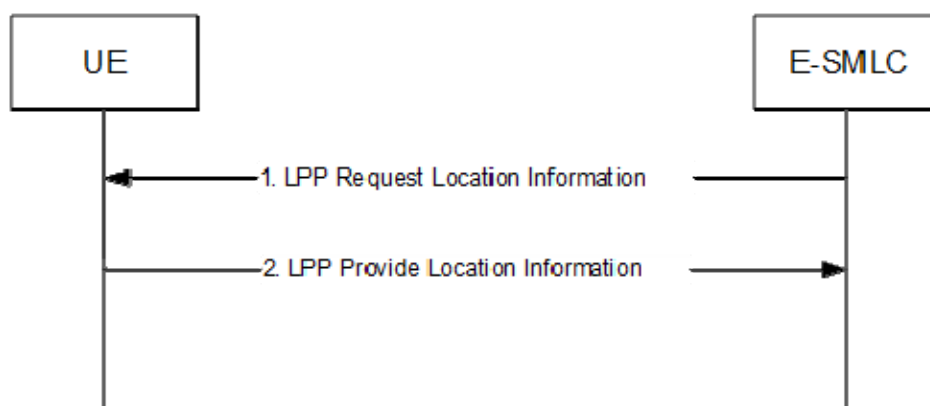 UE
E-SMLC
1. LPP Request Location Information
2. LPP Provide Location Information